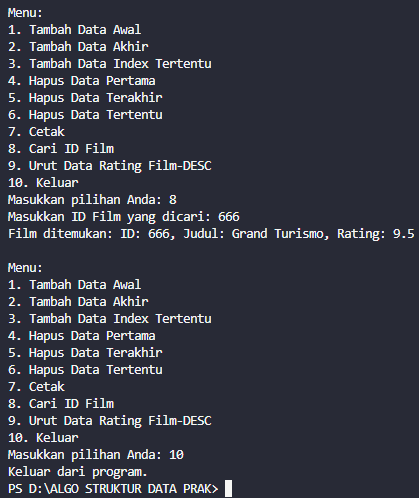 Menu:
1. Tambah Data Awal
2. Tambah Data Akhir
3. Tambah Data Index Tertentu
4. Hapus Data Pertama
5. Hapus Data Terakhir
6. Hapus Data Tertentu
7. Cetak
8. Cari ID Film
9. Urut Data Rating Film-DESC
10. Keluar
Masukkan pilihan Anda: 8
Masukkan ID Film yang dicari: 666
Film ditemukan: ID: 666, Judul: Grand Turismo, Rating: 9.5

Menu:
1. Tambah Data Awal
2. Tambah Data Akhir
3. Tambah Data Index Tertentu
4. Hapus Data Pertama
5. Hapus Data Terakhir
6. Hapus Data Tertentu
7. Cetak
8. Cari ID Film
9. Urut Data Rating Film-DESC
10. Keluar
Masukkan pilihan Anda: 10
Keluar dari program.
PS D:\ALGO STRUKTUR DATA PRAK>